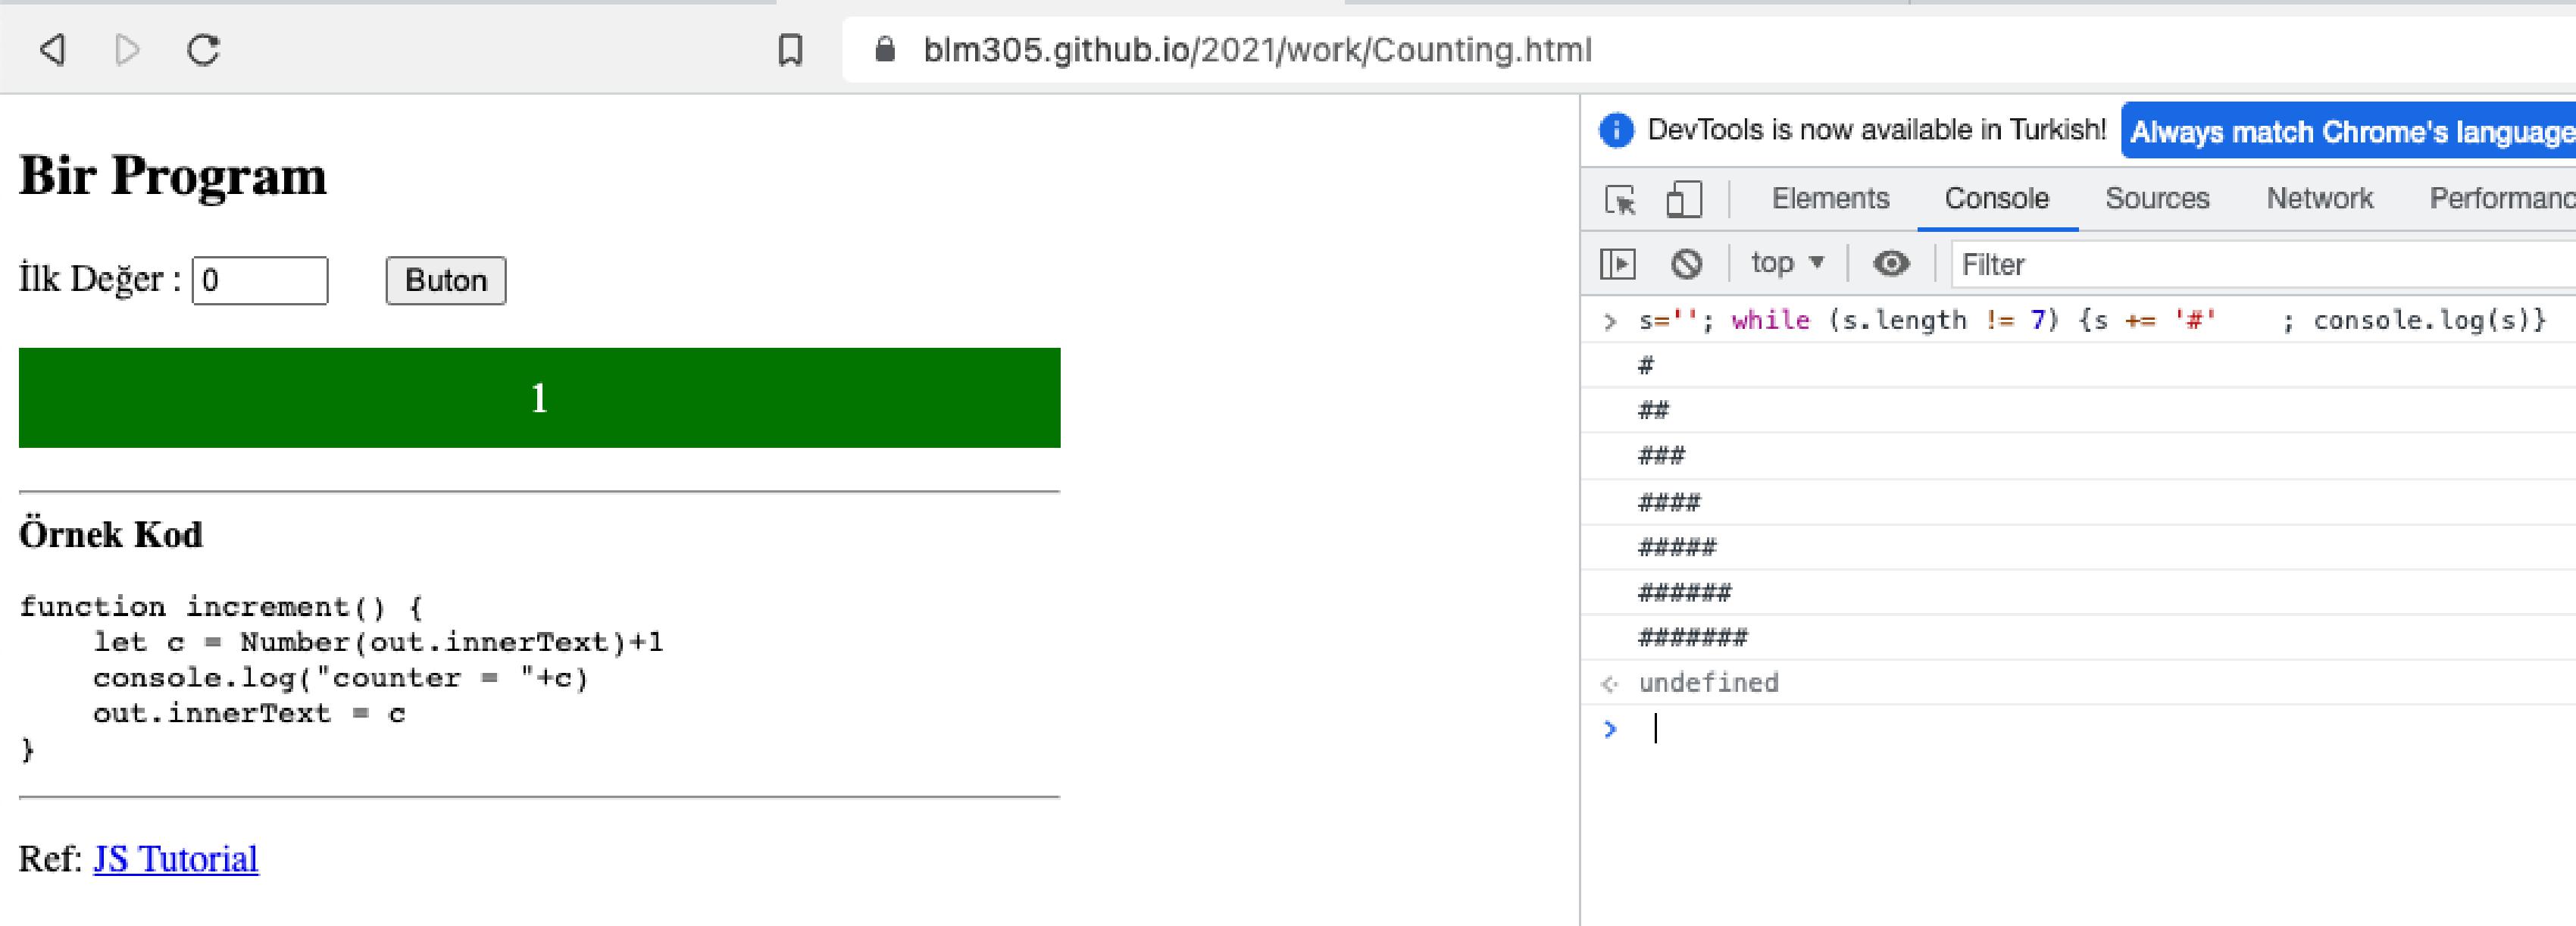 blm305.github.io/2021/work/Counting.html
Bir Program
İlk Değer : 0 Buton
1
Örnek Kod
function increment() {
    let c = Number(out.innerText)+1
    console.log("counter = "+c)
    out.innerText = c
}
Ref: JS Tutorial
DevTools is now available in Turkish! Always match Chrome's language
Elements Console Sources Network Performanc
top Filter
> s=''; while (s.length != 7) {s += '#'    ; console.log(s)}
#
##
###
####
#####
######
#######
undefined